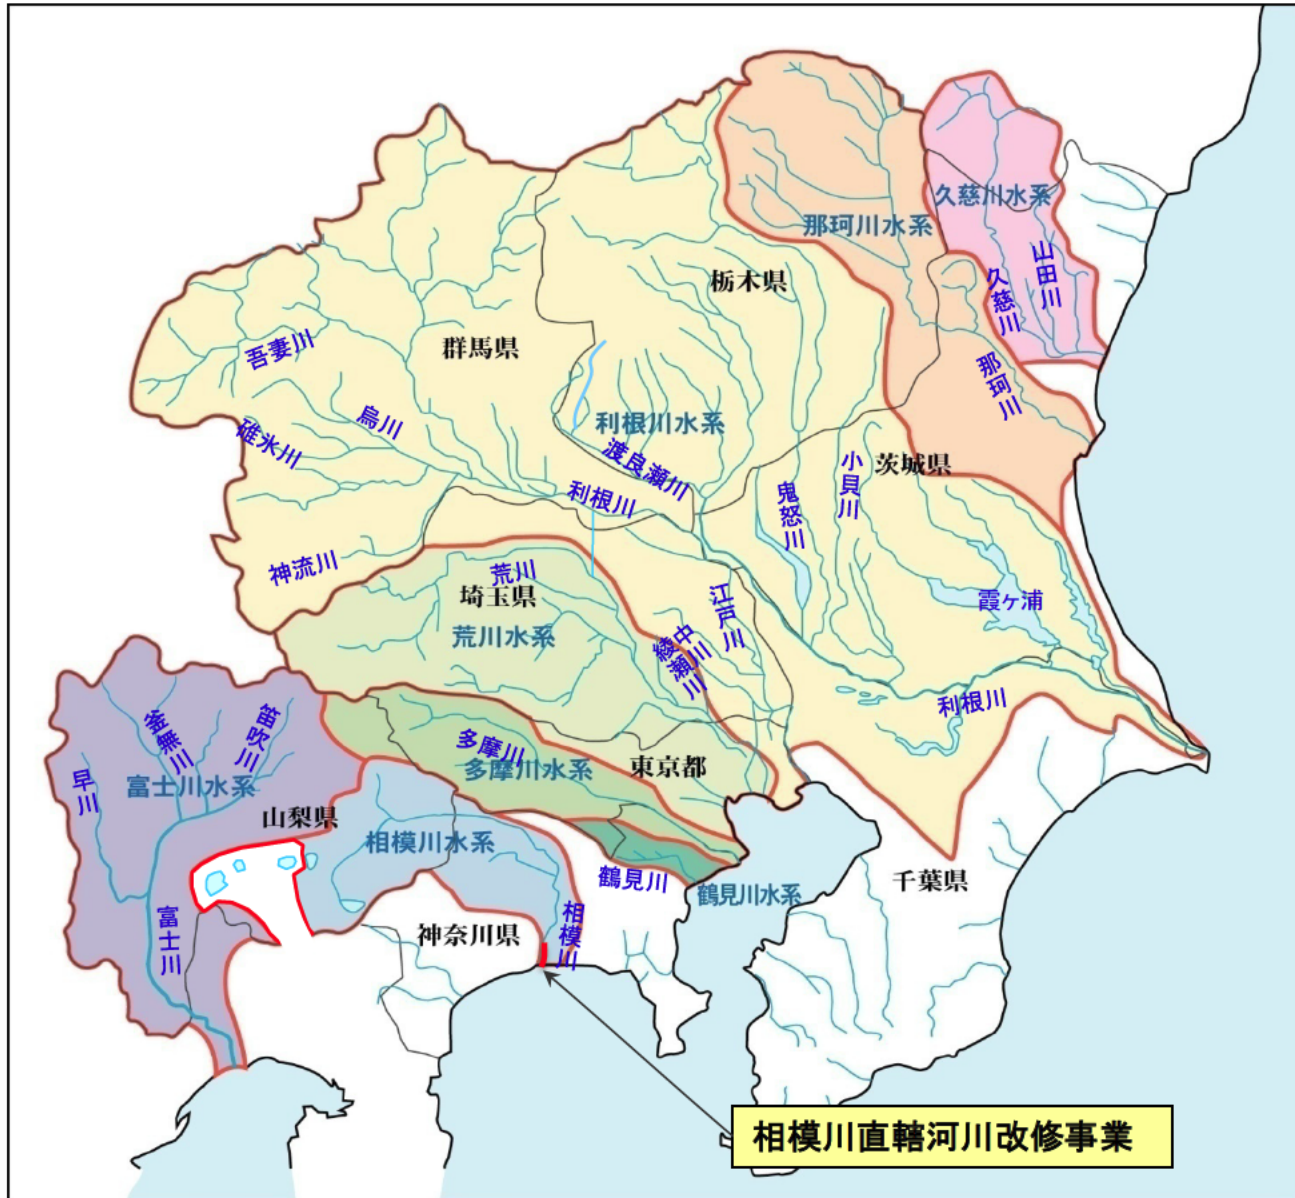 久慈川水系
那珂川水系
山田川
久慈川
栃木県
吾妻川
群馬県
那珂川
烏川
利根川水系
碓氷川
渡良瀬川
小貝川
茨城県
利根川
鬼怒川
神流川
荒川
埼玉県
江戸川
霞ヶ浦
荒川水系
中川
綾瀬川
利根川
釜無川
笛吹川
多摩川
早川
富士川水系
多摩川水系
東京都
山梨県
相模川水系
鶴見川
鶴見川水系
千葉県
富士川
神奈川県
相模川
相模川直轄河川改修事業